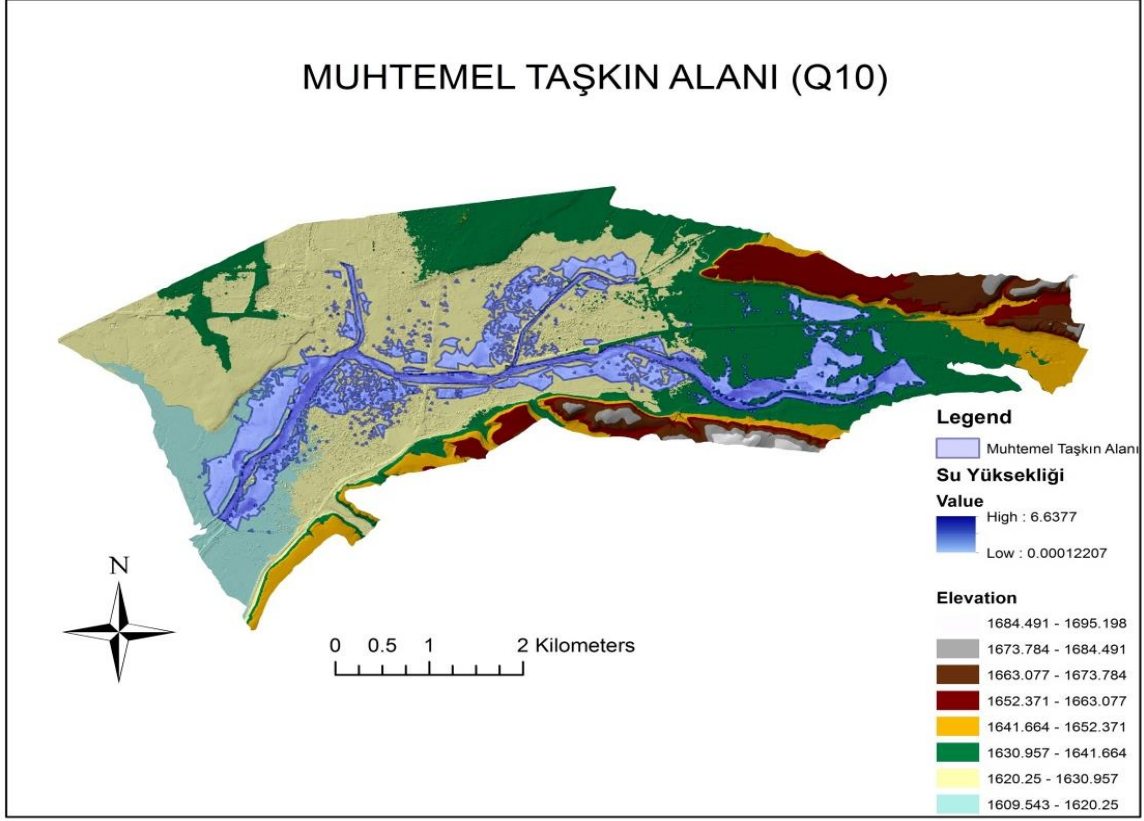 MUHTEMEL TAŞKIN ALANI (Q10)
N
0 0.5 1 2 Kilometers
Legend
Muhtemel Taşkın Alanı
Su Yüksekliği
Value
High : 6.6377
Low : 0.00012207
Elevation
1684.491 - 1695.198
1673.784 - 1684.491
1663.077 - 1673.784
1652.371 - 1663.077
1641.664 - 1652.371
1630.957 - 1641.664
1620.25 - 1630.957
1609.543 - 1620.25